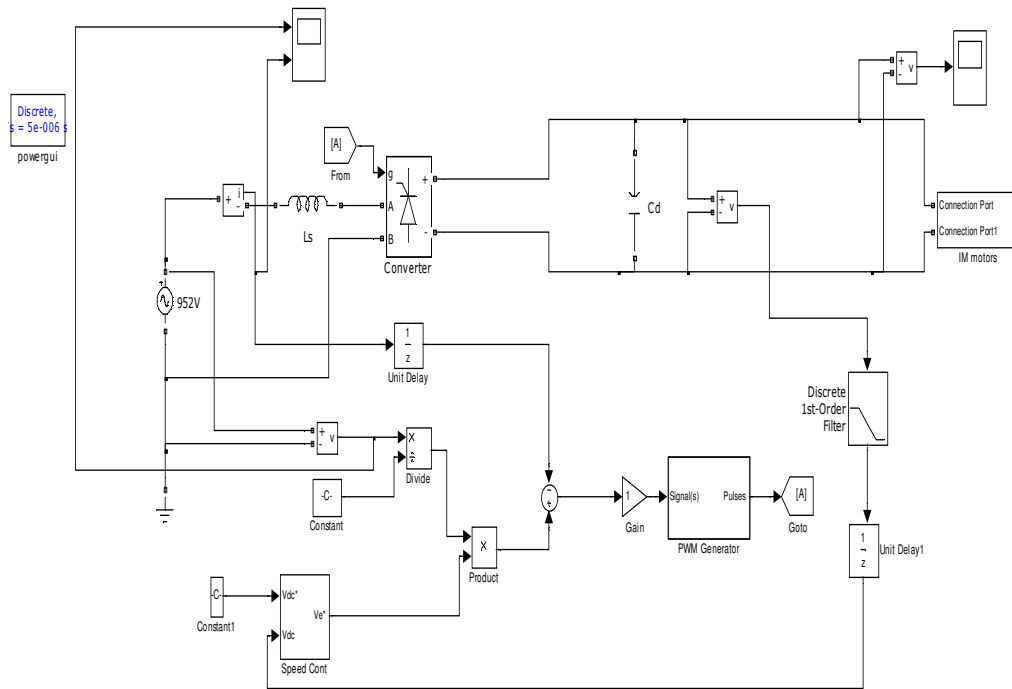 Discrete,
s = 5e-006 s
powergui
[A]
From
g
A
B
+
-
Converter
i
+
-
Ls
952V
+
Cd
+
-
v
+
-
v
Connection Port
Connection Port1
IM motors
1
z
Unit Delay
Discrete
1st-Order
Filter
+
-
v
×
÷
Divide
-C-
Constant
-
+
1
Gain
Signal(s)
Pulses
PWM Generator
[A]
Goto
×
Product
1
z
Unit Delay1
-C-
Constant1
Vdc*
Ve*
Vdc
Speed Cont